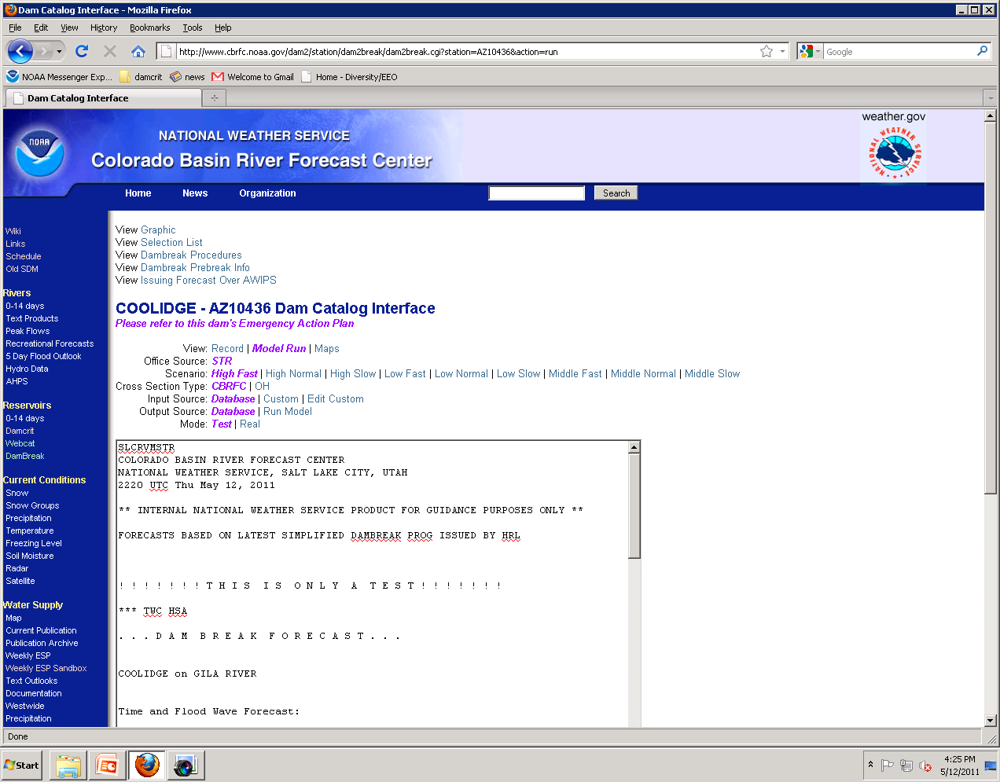 Dam Catalog Interface - Mozilla Firefox
File Edit View History Bookmarks Tools Help
http://www.cbrfc.noaa.gov/dam2/station/dam2break/dam2break.cgi?station=AZ10436&action=run
Google
NOAA Messenger Exp... damcrit news Welcome to Gmail Home - Diversity/EEO
Dam Catalog Interface
NOAA
NATIONAL WEATHER SERVICE
Colorado Basin River Forecast Center
weather.gov
NATIONAL WEATHER SERVICE
Home News Organization Search
Wiki
Links
Schedule
Old SDM
Rivers
0-14 days
Text Products
Peak Flows
Recreational Forecasts
5 Day Flood Outlook
Hydro Data
AHPS
Reservoirs
0-14 days
Damcrit
Webcat
DamBreak
Current Conditions
Snow
Snow Groups
Precipitation
Temperature
Freezing Level
Soil Moisture
Radar
Satellite
Water Supply
Map
Current Publication
Publication Archive
Weekly ESP
Weekly ESP Sandbox
Text Outlooks
Documentation
Westwide
Precipitation
View Graphic
View Selection List
View Dambreak Procedures
View Dambreak Prebreak Info
View Issuing Forecast Over AWIPS
COOLIDGE - AZ10436 Dam Catalog Interface
Please refer to this dam's Emergency Action Plan
View: Record | Model Run | Maps
Office Source: STR
Scenario: High Fast | High Normal | High Slow | Low Fast | Low Normal | Low Slow | Middle Fast | Middle Normal | Middle Slow
Cross Section Type: CBRFC | OH
Input Source: Database | Custom | Edit Custom
Output Source: Database | Run Model
Mode: Test | Real
SLCRVMSTR
COLORADO BASIN RIVER FORECAST CENTER
NATIONAL WEATHER SERVICE, SALT LAKE CITY, UTAH
2220 UTC Thu May 12, 2011
** INTERNAL NATIONAL WEATHER SERVICE PRODUCT FOR GUIDANCE PURPOSES ONLY **
FORECASTS BASED ON LATEST SIMPLIFIED DAMBREAK PROG ISSUED BY HRL
! ! ! ! ! ! ! T H I S   I S   O N L Y   A   T E S T ! ! ! ! ! ! !
*** TWC HSA
. . . D A M   B R E A K   F O R E C A S T . . .
COOLIDGE on GILA RIVER
Time and Flood Wave Forecast:
Done
Start
4:25 PM
5/12/2011